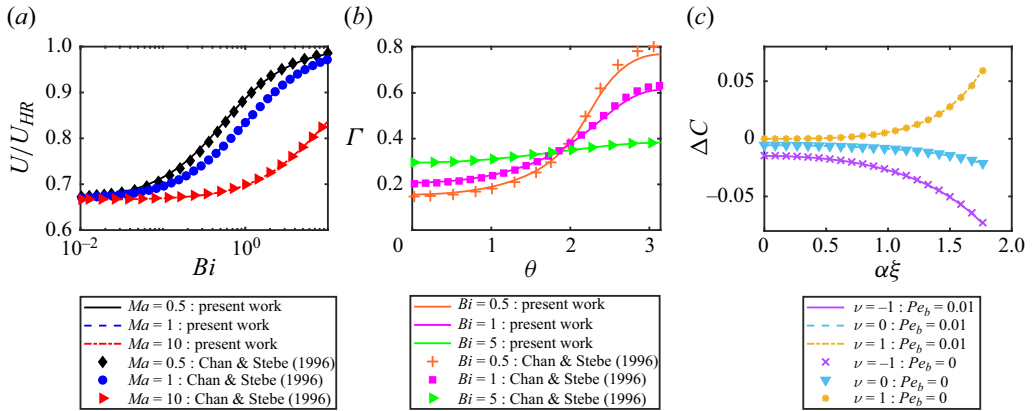 (a)
1.0
0.9
0.8
0.7
0.6
U/U_{HR}
10^{−2}
10^{−1}
10^{0}
Bi
Ma = 0.5 : present work
Ma = 1 : present work
Ma = 10 : present work
Ma = 0.5 : Chan & Stebe (1996)
Ma = 1 : Chan & Stebe (1996)
Ma = 10 : Chan & Stebe (1996)
(b)
Γ
0.8
0.6
0.4
0.2
0
0
1
2
3
θ
Bi = 0.5 : present work
Bi = 1 : present work
Bi = 5 : present work
Bi = 0.5 : Chan & Stebe (1996)
Bi = 1 : Chan & Stebe (1996)
Bi = 5 : Chan & Stebe (1996)
(c)
0.05
0
−0.05
ΔC
0
0.5
1.0
1.5
2.0
αξ
ν = −1 : Pe_b = 0.01
ν = 0 : Pe_b = 0.01
ν = 1 : Pe_b = 0.01
ν = −1 : Pe_b = 0
ν = 0 : Pe_b = 0
ν = 1 : Pe_b = 0